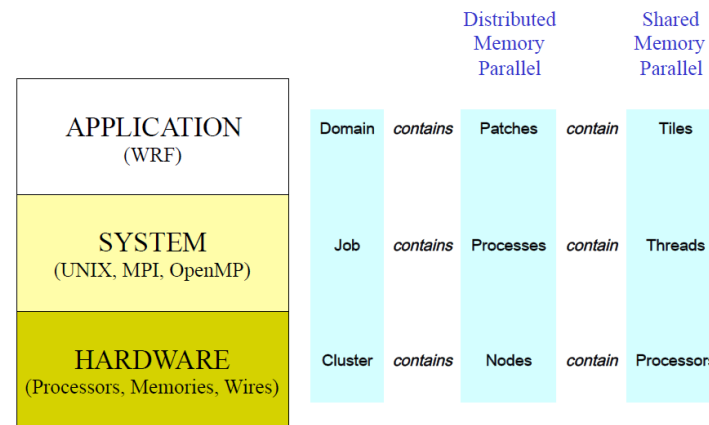 Distributed Memory Parallel
Shared Memory Parallel
APPLICATION
(WRF)
Domain contains Patches contain Tiles
SYSTEM
(UNIX, MPI, OpenMP)
Job contains Processes contain Threads
HARDWARE
(Processors, Memories, Wires)
Cluster contains Nodes contain Processors